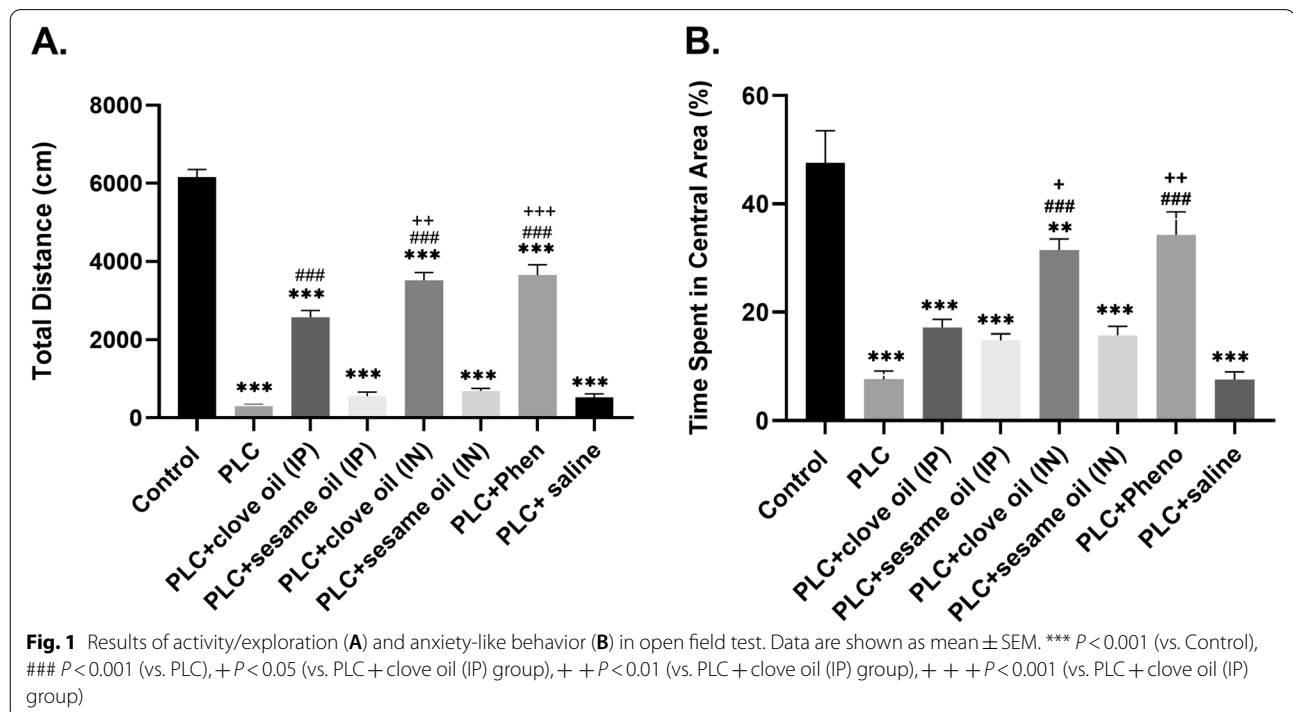 A.
8000
6000
4000
2000
0
Total Distance (cm)
***
###
***
***
++
###
***
***
+++
###
***
***
Control
PLC
PLC+clove oil (IP)
PLC+sesame oil (IP)
PLC+clove oil (IN)
PLC+sesame oil (IN)
PLC+Phen
PLC+ saline
B.
60
40
20
0
Time Spent in Central Area (%)
***
***
***
+
###
**
***
++
###
***
Control
PLC
PLC+clove oil (IP)
PLC+sesame oil (IP)
PLC+clove oil (IN)
PLC+sesame oil (IN)
PLC+Pheno
PLC+saline
Fig. 1 Results of activity/exploration (A) and anxiety-like behavior (B) in open field test. Data are shown as mean ± SEM. *** P < 0.001 (vs. Control),
### P < 0.001 (vs. PLC), + P < 0.05 (vs. PLC + clove oil (IP) group), + + P < 0.01 (vs. PLC + clove oil (IP) group), + + + P < 0.001 (vs. PLC + clove oil (IP)
group)